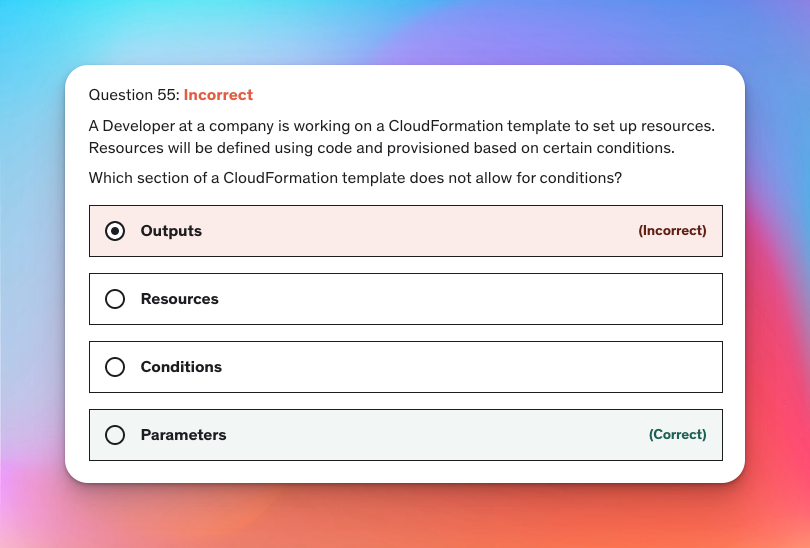 Question 55: Incorrect
A Developer at a company is working on a CloudFormation template to set up resources.
Resources will be defined using code and provisioned based on certain conditions.
Which section of a CloudFormation template does not allow for conditions?
Outputs (Incorrect)
Resources
Conditions
Parameters (Correct)